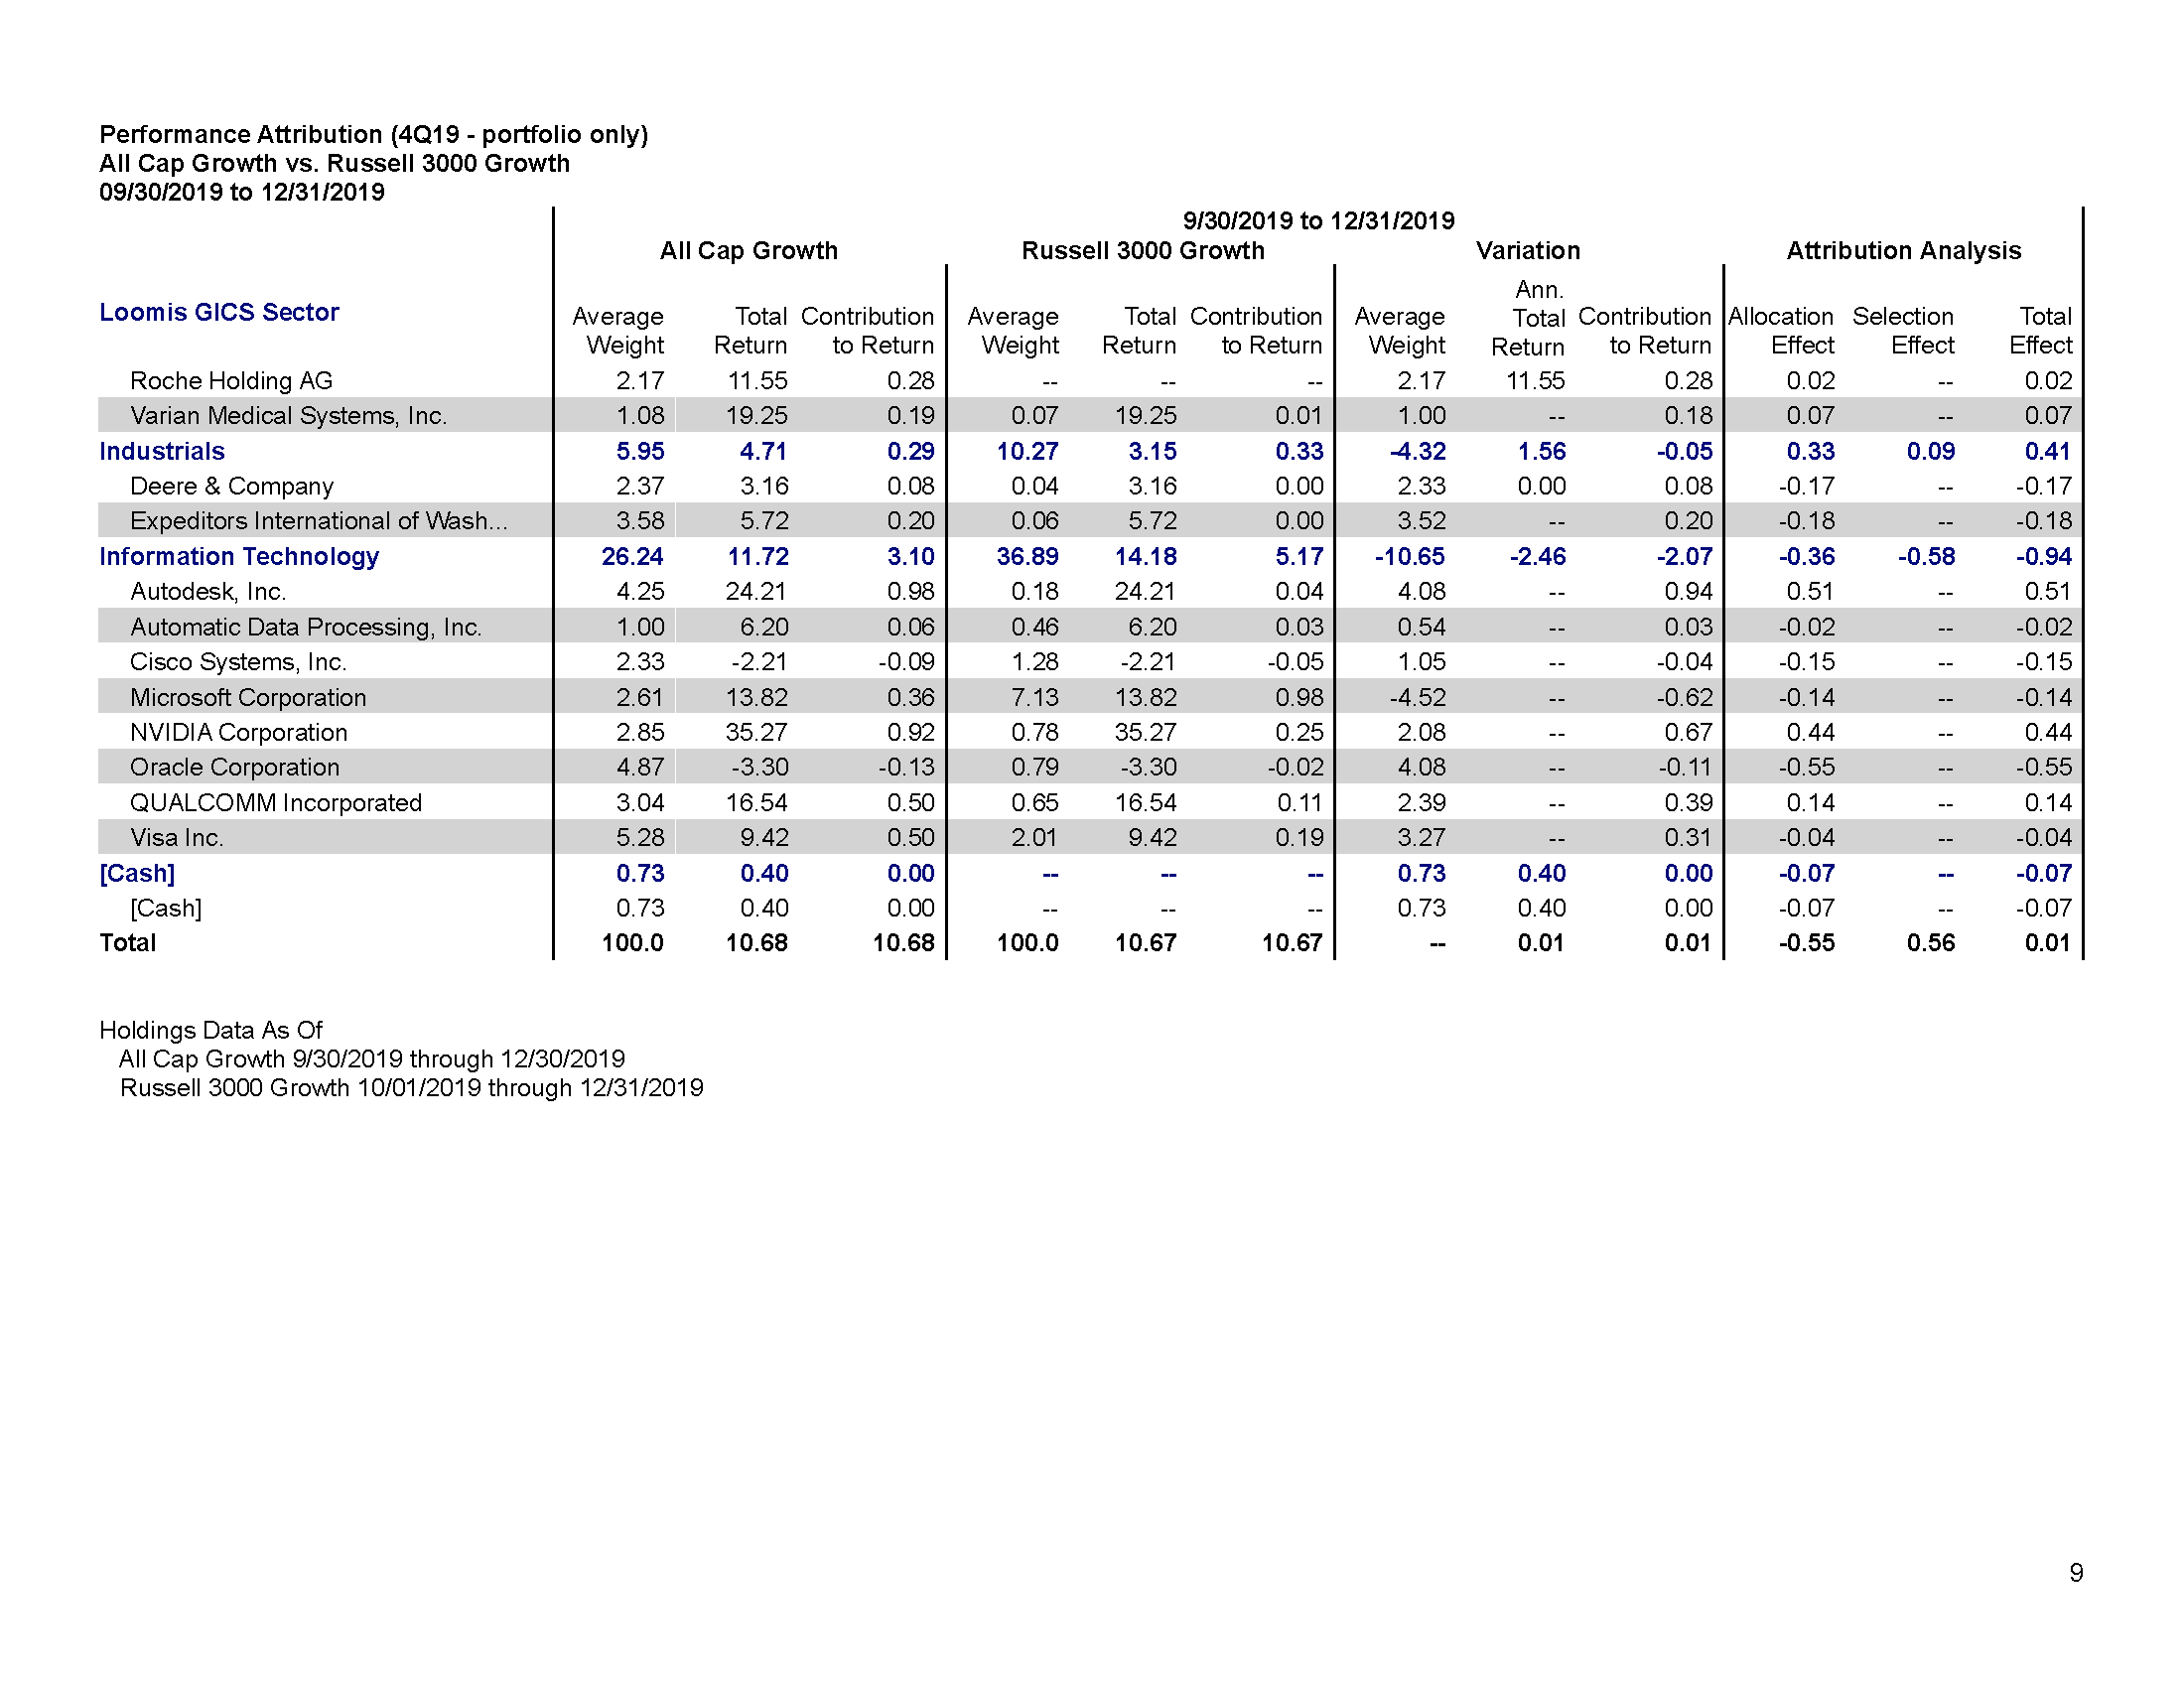 Performance Attribution (4Q19 - portfolio only)
All Cap Growth vs. Russell 3000 Growth
09/30/2019 to 12/31/2019
9/30/2019 to 12/31/2019
All Cap Growth Russell 3000 Growth Variation Attribution Analysis
Loomis GICS Sector Average Weight Total Return Contribution to Return Average Weight Total Return Contribution to Return Average Weight Ann. Total Return Contribution to Return Allocation Effect Selection Effect Total Effect
Roche Holding AG 2.17 11.55 0.28 -- -- -- 2.17 11.55 0.28 0.02 -- 0.02
Varian Medical Systems, Inc. 1.08 19.25 0.19 0.07 19.25 0.01 1.00 -- 0.18 0.07 -- 0.07
Industrials 5.95 4.71 0.29 10.27 3.15 0.33 -4.32 1.56 -0.05 0.33 0.09 0.41
Deere & Company 2.37 3.16 0.08 0.04 3.16 0.00 2.33 0.00 0.08 -0.17 -- -0.17
Expeditors International of Wash... 3.58 5.72 0.20 0.06 5.72 0.00 3.52 -- 0.20 -0.18 -- -0.18
Information Technology 26.24 11.72 3.10 36.89 14.18 5.17 -10.65 -2.46 -2.07 -0.36 -0.58 -0.94
Autodesk, Inc. 4.25 24.21 0.98 0.18 24.21 0.04 4.08 -- 0.94 0.51 -- 0.51
Automatic Data Processing, Inc. 1.00 6.20 0.06 0.46 6.20 0.03 0.54 -- 0.03 -0.02 -- -0.02
Cisco Systems, Inc. 2.33 -2.21 -0.09 1.28 -2.21 -0.05 1.05 -- -0.04 -0.15 -- -0.15
Microsoft Corporation 2.61 13.82 0.36 7.13 13.82 0.98 -4.52 -- -0.62 -0.14 -- -0.14
NVIDIA Corporation 2.85 35.27 0.92 0.78 35.27 0.25 2.08 -- 0.67 0.44 -- 0.44
Oracle Corporation 4.87 -3.30 -0.13 0.79 -3.30 -0.02 4.08 -- -0.11 -0.55 -- -0.55
QUALCOMM Incorporated 3.04 16.54 0.50 0.65 16.54 0.11 2.39 -- 0.39 0.14 -- 0.14
Visa Inc. 5.28 9.42 0.50 2.01 9.42 0.19 3.27 -- 0.31 -0.04 -- -0.04
[Cash] 0.73 0.40 0.00 -- -- -- 0.73 0.40 0.00 -0.07 -- -0.07
[Cash] 0.73 0.40 0.00 -- -- -- 0.73 0.40 0.00 -0.07 -- -0.07
Total 100.0 10.68 10.68 100.0 10.67 10.67 -- 0.01 0.01 -0.55 0.56 0.01
Holdings Data As Of
All Cap Growth 9/30/2019 through 12/30/2019
Russell 3000 Growth 10/01/2019 through 12/31/2019
9